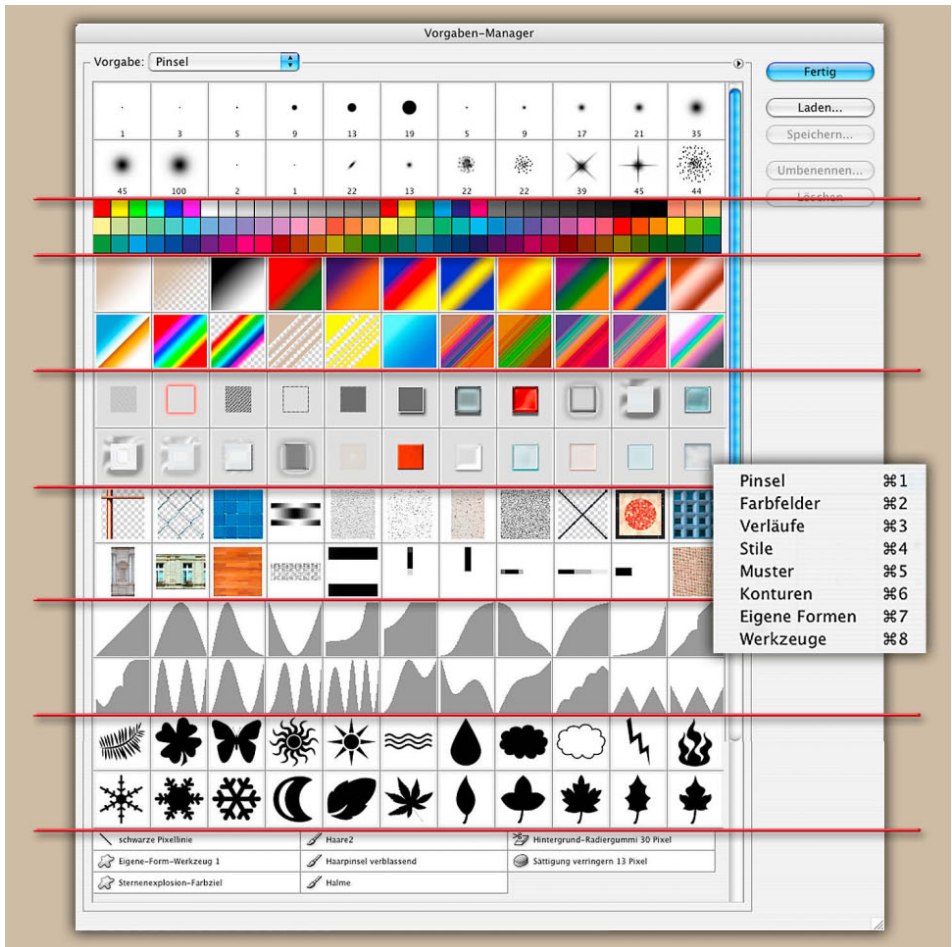 Vorgaben-Manager
Vorgabe: Pinsel
Fertig
Laden...
Speichern...
Umbenennen...
Löschen
1 3 5 9 13 19 5 9 17 21 35
45 100 2 1 22 13 22 22 39 45 44
Pinsel ⌘1
Farbfelder ⌘2
Verläufe ⌘3
Stile ⌘4
Muster ⌘5
Konturen ⌘6
Eigene Formen ⌘7
Werkzeuge ⌘8
schwarze Pixellinie Haare2 Hintergrund-Radiergummi 30 Pixel
Eigene-Form-Werkzeug 1 Haarpinsel verblassend Sättigung verringern 13 Pixel
Sternenexplosion-Farbziel Halme